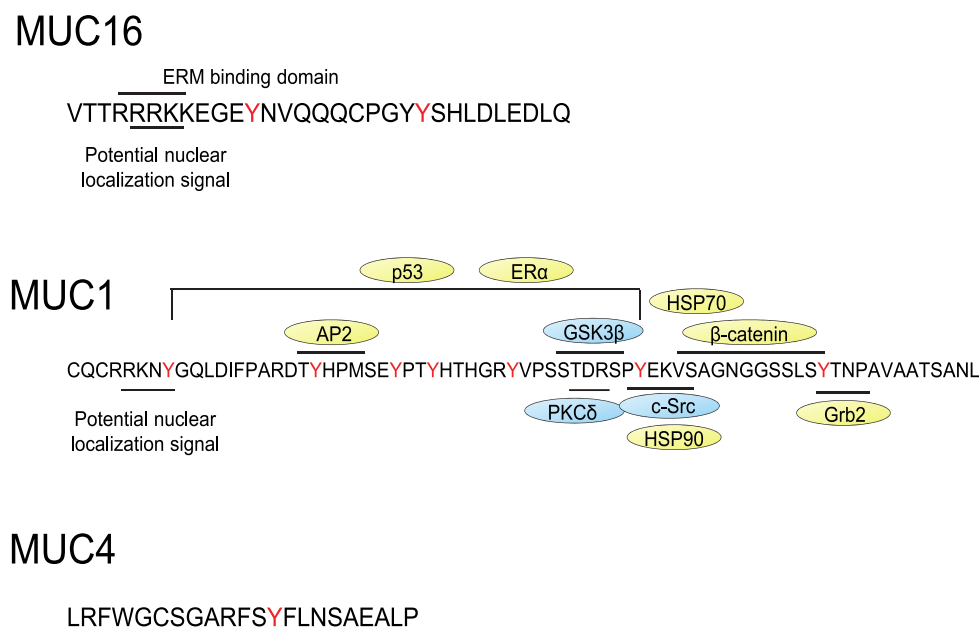 MUC16
ERM binding domain
VTTRRRKKEGEYNVQQQCPGYYSHLDLEDLQ
Potential nuclear
localization signal
p53 ERα
MUC1
HSP70
AP2 GSK3β β-catenin
CQCRRKNYGQLDIFPARDTYHPMSEYPTYHTHGRYVPSSTDRSPYEKVSAGNGGSSLSYTNPAVAATSANL
PKCδ c-Src Grb2
Potential nuclear
localization signal
HSP90
MUC4
LRFWGCSGARFSYFLNSAEALP